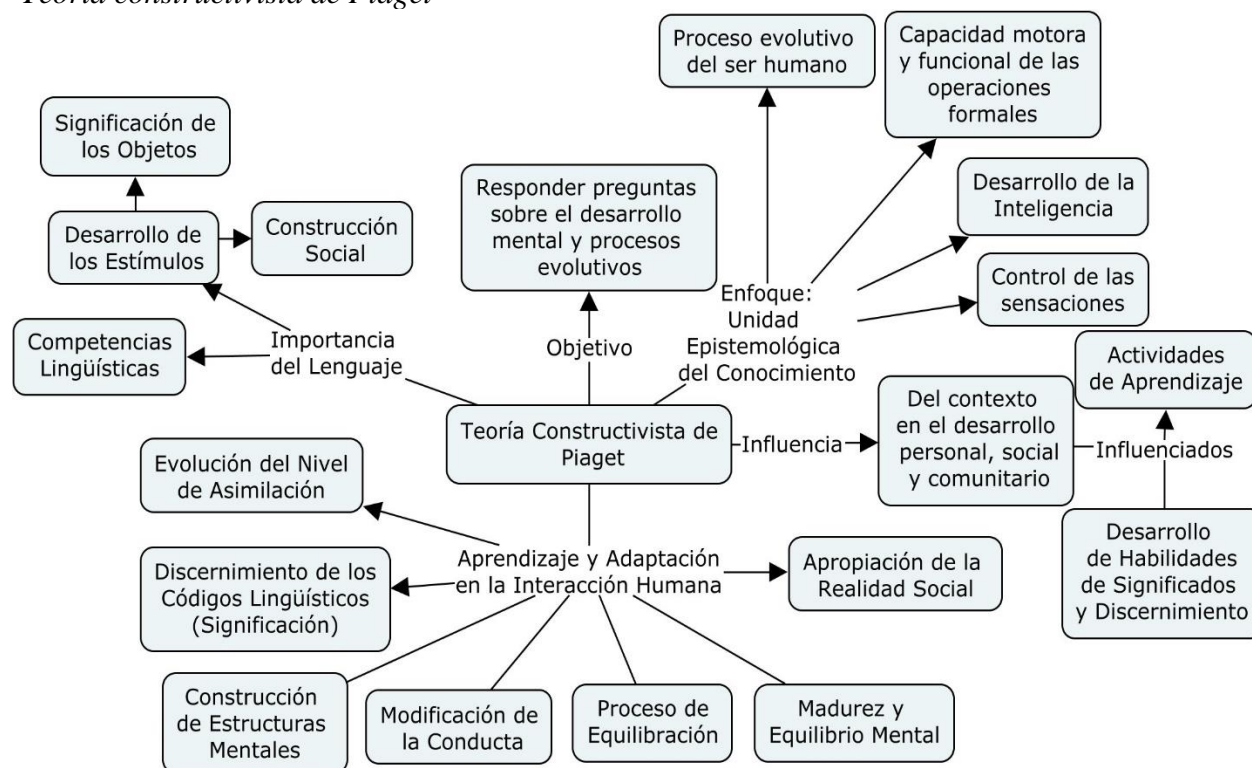 Teoría constructivista de Piaget
Proceso evolutivo
del ser humano
Capacidad motora
y funcional de las
operaciones
formales
Significación de
los Objetos
Responder preguntas
sobre el desarrollo
mental y procesos
evolutivos
Desarrollo de la
Inteligencia
Desarrollo de
los Estímulos
Construcción
Social
Control de las
sensaciones
Enfoque:
Unidad
Epistemológica
del Conocimiento
Importancia
del Lenguaje
Objetivo
Competencias
Lingüísticas
Actividades
de Aprendizaje
Teoría Constructivista de
Piaget
Influencia
Del contexto
en el desarrollo
personal, social
y comunitario
Influenciados
Evolución del Nivel
de Asimilación
Desarrollo
de Habilidades
de Significados
y Discernimiento
Aprendizaje y Adaptación
en la Interacción Humana
Apropiación de la
Realidad Social
Discernimiento de los
Códigos Lingüísticos
(Significación)
Construcción
de Estructuras
Mentales
Modificación de
la Conducta
Proceso de
Equilibración
Madurez y
Equilibrio Mental